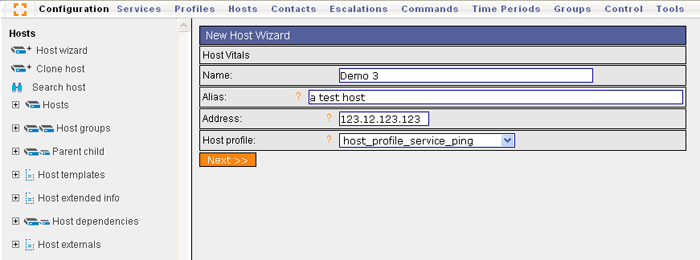 Configuration Services Profiles Hosts Contacts Escalations Commands Time Periods Groups Control Tools
Hosts
Host wizard
Clone host
Search host
Hosts
Host groups
Parent child
Host templates
Host extended info
Host dependencies
Host externals
New Host Wizard
Host Vitals
Name: Demo 3
Alias: ? a test host
Address: ? 123.12.123.123
Host profile: ? host_profile_service_ping
Next >>